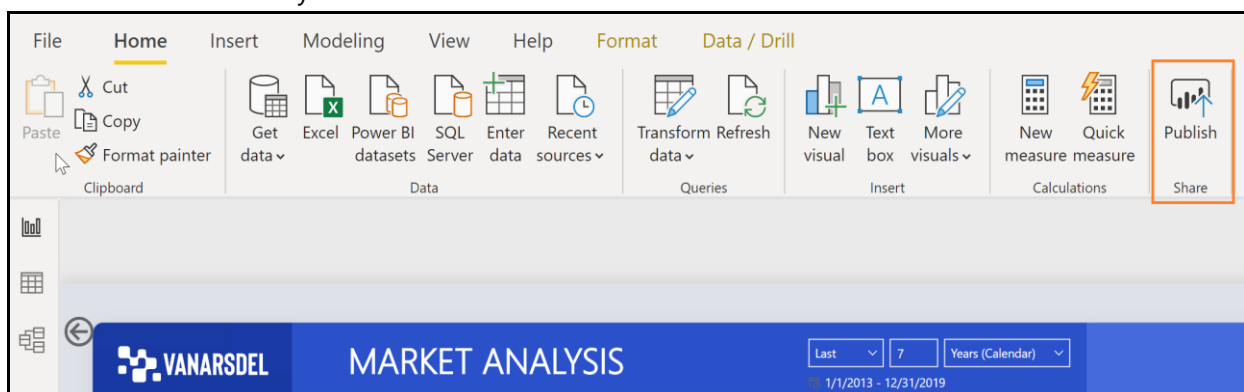 File Home Insert Modeling View Help Format Data / Drill
Paste
Cut
Copy
Format painter
Clipboard
Get data
Excel
Power BI datasets
SQL Server
Enter data
Recent sources
Data
Transform data
Refresh
Queries
New visual
A
Text box
More visuals
Insert
New measure
Quick measure
Calculations
Publish
Share
VANARSDEL
MARKET ANALYSIS
Last 7 Years (Calendar)
1/1/2013 - 12/31/2019